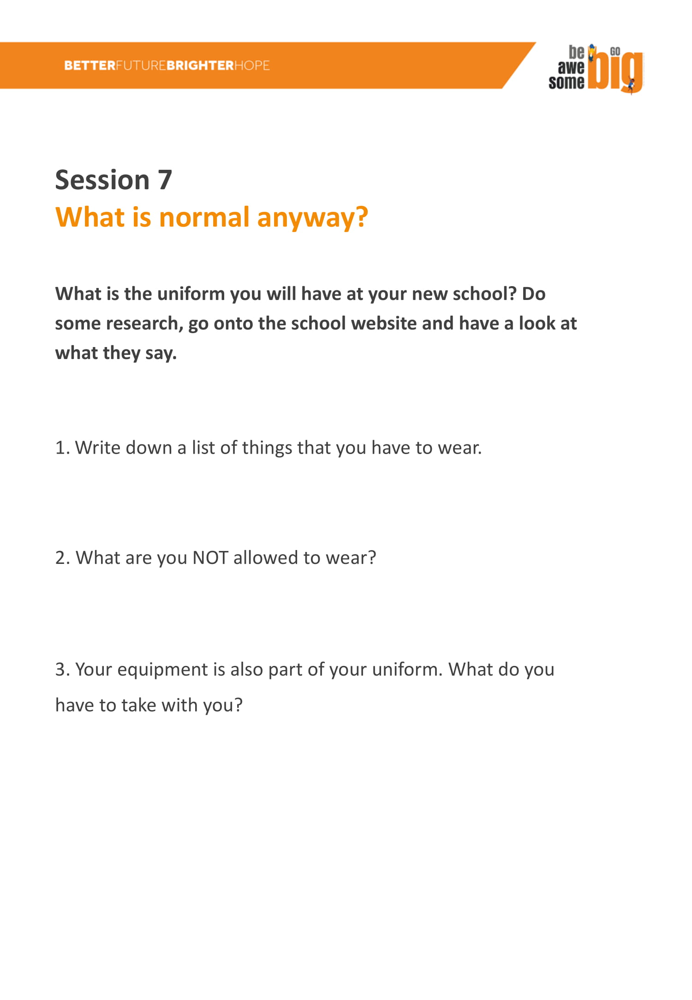 BETTERFUTUREBRIGHTERHOPE
be
awe
some
GO
big
Session 7
What is normal anyway?
What is the uniform you will have at your new school? Do
some research, go onto the school website and have a look at
what they say.
1. Write down a list of things that you have to wear.
2. What are you NOT allowed to wear?
3. Your equipment is also part of your uniform. What do you
have to take with you?